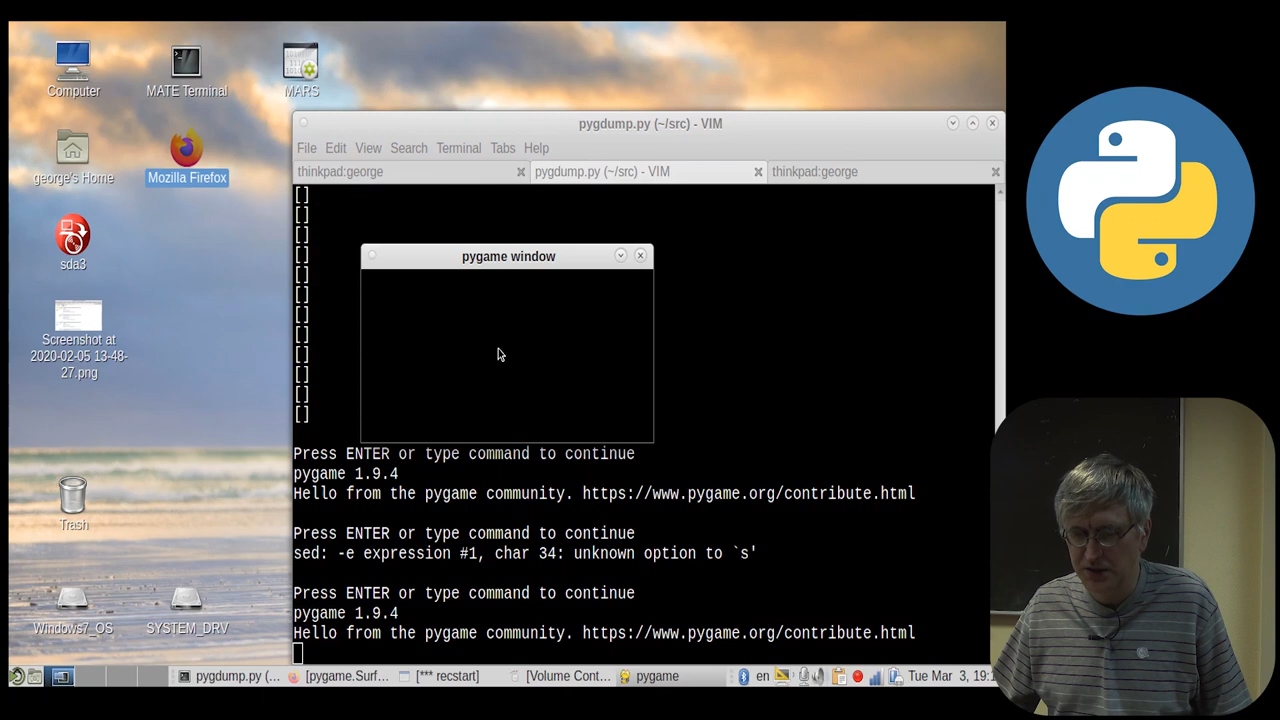 Computer
MATE Terminal
MARS
george's Home
Mozilla Firefox
sda3
Screenshot at
2020-02-05 13-48-
27.png
Trash
Windows7_OS
SYSTEM_DRV
pygdump.py (~/src) - VIM
File Edit View Search Terminal Tabs Help
thinkpad:george
pygdump.py (~/src) - VIM
thinkpad:george
[]
[]
[]
[]
[]
[]
[]
[]
[]
[]
[]
[]
pygame window
Press ENTER or type command to continue
pygame 1.9.4
Hello from the pygame community. https://www.pygame.org/contribute.html
Press ENTER or type command to continue
sed: -e expression #1, char 34: unknown option to `s'
Press ENTER or type command to continue
pygame 1.9.4
Hello from the pygame community. https://www.pygame.org/contribute.html
pygdump.py (... [pygame.Surf... [*** recstart] [Volume Cont... pygame en Tue Mar 3, 19:1